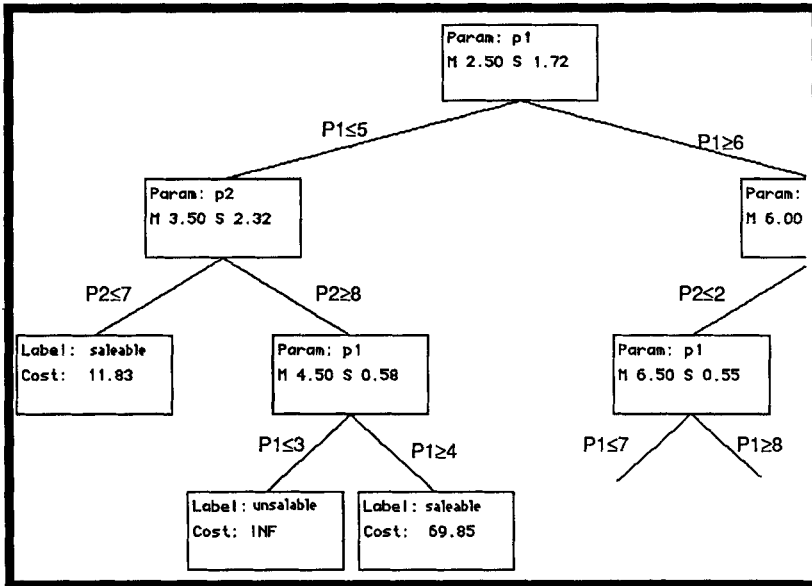 Param: p1
M 2.50 S 1.72
P1≤5
P1≥6
Param: p2
M 3.50 S 2.32
Param:
M 6.00
P2≤7
P2≥8
P2≤2
Label: saleable
Cost: 11.83
Param: p1
M 4.50 S 0.58
Param: p1
M 6.50 S 0.55
P1≤3
P1≥4
P1≤7
P1≥8
Label: unsalable
Cost: INF
Label: saleable
Cost: 69.85